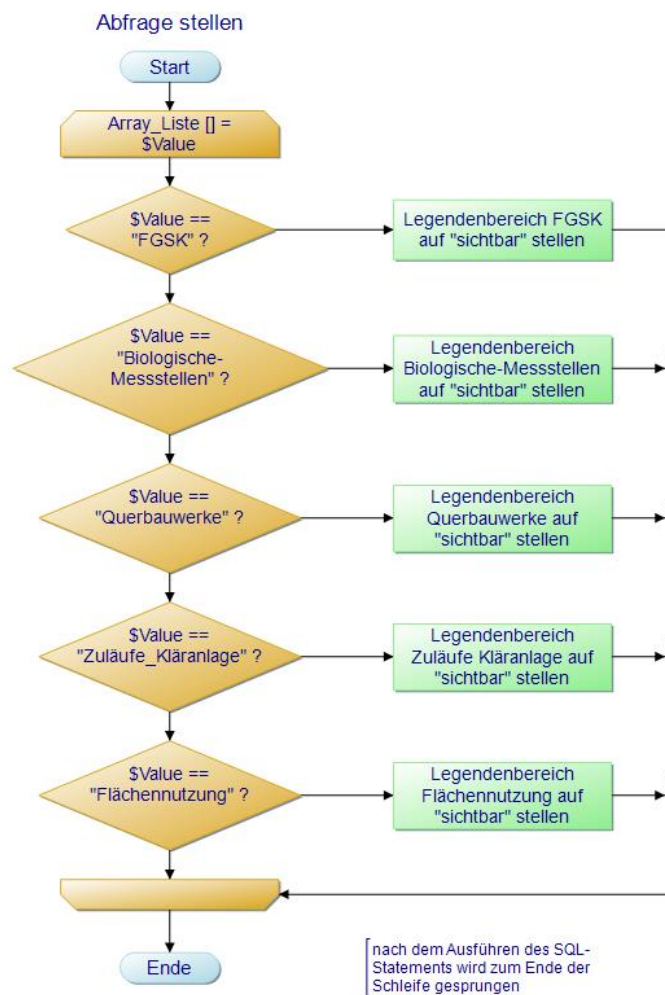 Abfrage stellen
Start
Array_Liste [] =
$Value
$Value ==
"FGSK" ?
Legendenbereich FGSK
auf "sichtbar" stellen
$Value ==
"Biologische-
Messstellen" ?
Legendenbereich
Biologische-Messstellen
auf "sichtbar" stellen
$Value ==
"Querbauwerke" ?
Legendenbereich
Querbauwerke auf
"sichtbar" stellen
$Value ==
"Zuläufe_Kläranlage" ?
Legendenbereich
Zuläufe Kläranlage auf
"sichtbar" stellen
$Value ==
"Flächennutzung" ?
Legendenbereich
Flächennutzung auf
"sichtbar" stellen
Ende
nach dem Ausführen des SQL-
Statements wird zum Ende der
Schleife gesprungen